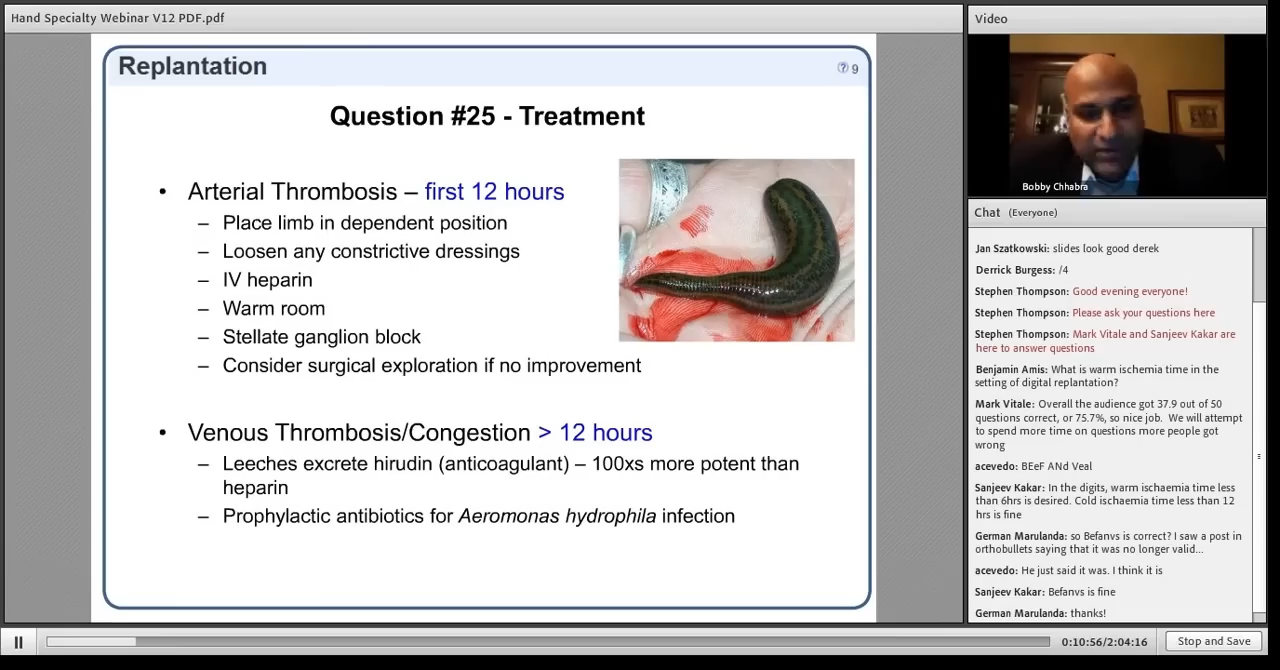 Hand Specialty Webinar V12 PDF.pdf
Replantation
9
Question #25 - Treatment
• Arterial Thrombosis – first 12 hours
– Place limb in dependent position
– Loosen any constrictive dressings
– IV heparin
– Warm room
– Stellate ganglion block
– Consider surgical exploration if no improvement
• Venous Thrombosis/Congestion > 12 hours
– Leeches excrete hirudin (anticoagulant) – 100xs more potent than
heparin
– Prophylactic antibiotics for Aeromonas hydrophila infection
Video
Bobby Chhabra
Chat (Everyone)
Jan Szatkowski: slides look good derek
Derrick Burgess: /4
Stephen Thompson: Good evening everyone!
Stephen Thompson: Please ask your questions here
Stephen Thompson: Mark Vitale and Sanjeev Kakar are
here to answer questions
Benjamin Amis: What is warm ischemia time in the
setting of digital replantation?
Mark Vitale: Overall the audience got 37.9 out of 50
questions correct, or 75.7%, so nice job. We will attempt
to spend more time on questions more people got
wrong
acevedo: BEeF ANd Veal
Sanjeev Kakar: In the digits, warm ischaemia time less
than 6hrs is desired. Cold ischaemia time less than 12
hrs is fine
German Marulanda: so Befanvs is correct? I saw a post in
orthobullets saying that it was no longer valid...
acevedo: He just said it was. I think it is
Sanjeev Kakar: Befanvs is fine
German Marulanda: thanks!
0:10:56/2:04:16
Stop and Save